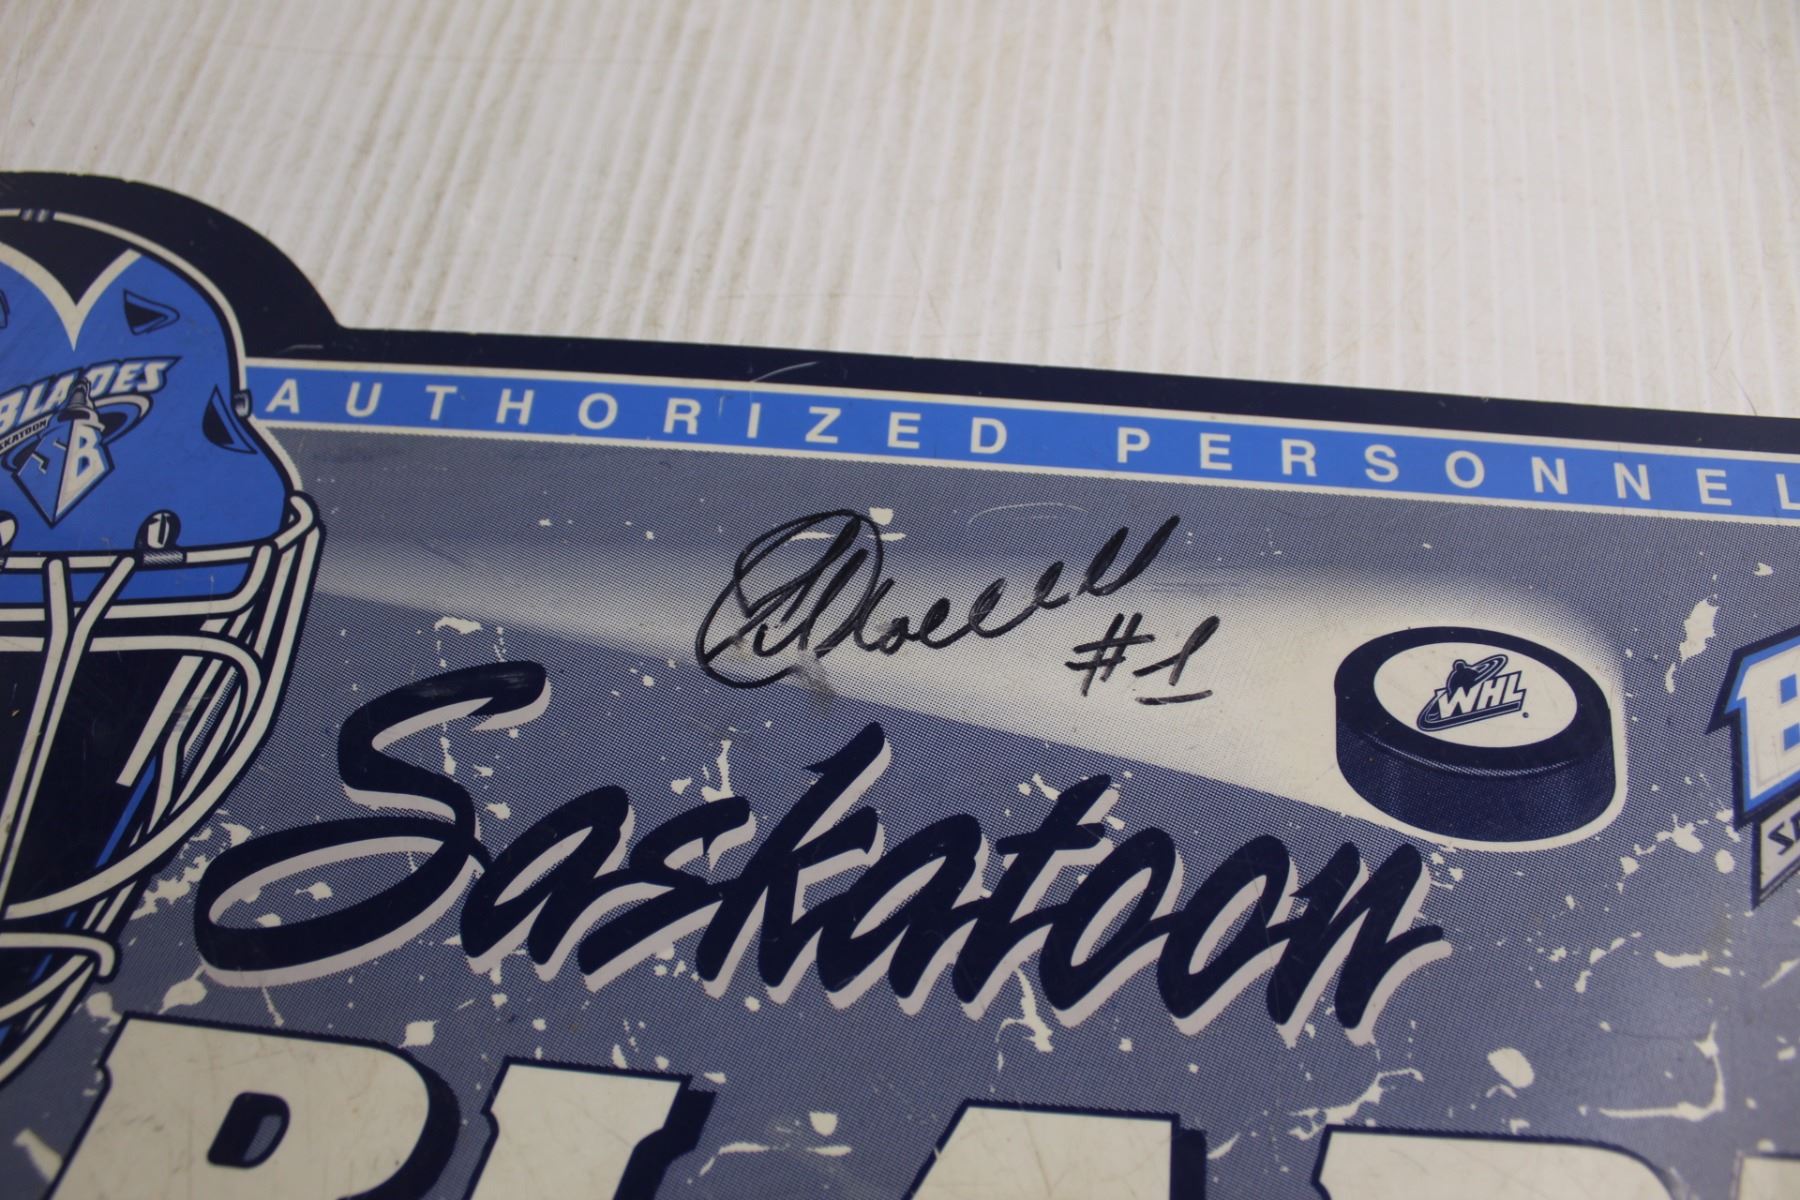 AUTHORIZED PERSONNEL
BLADES
B
#1
WHL
Saskatoon